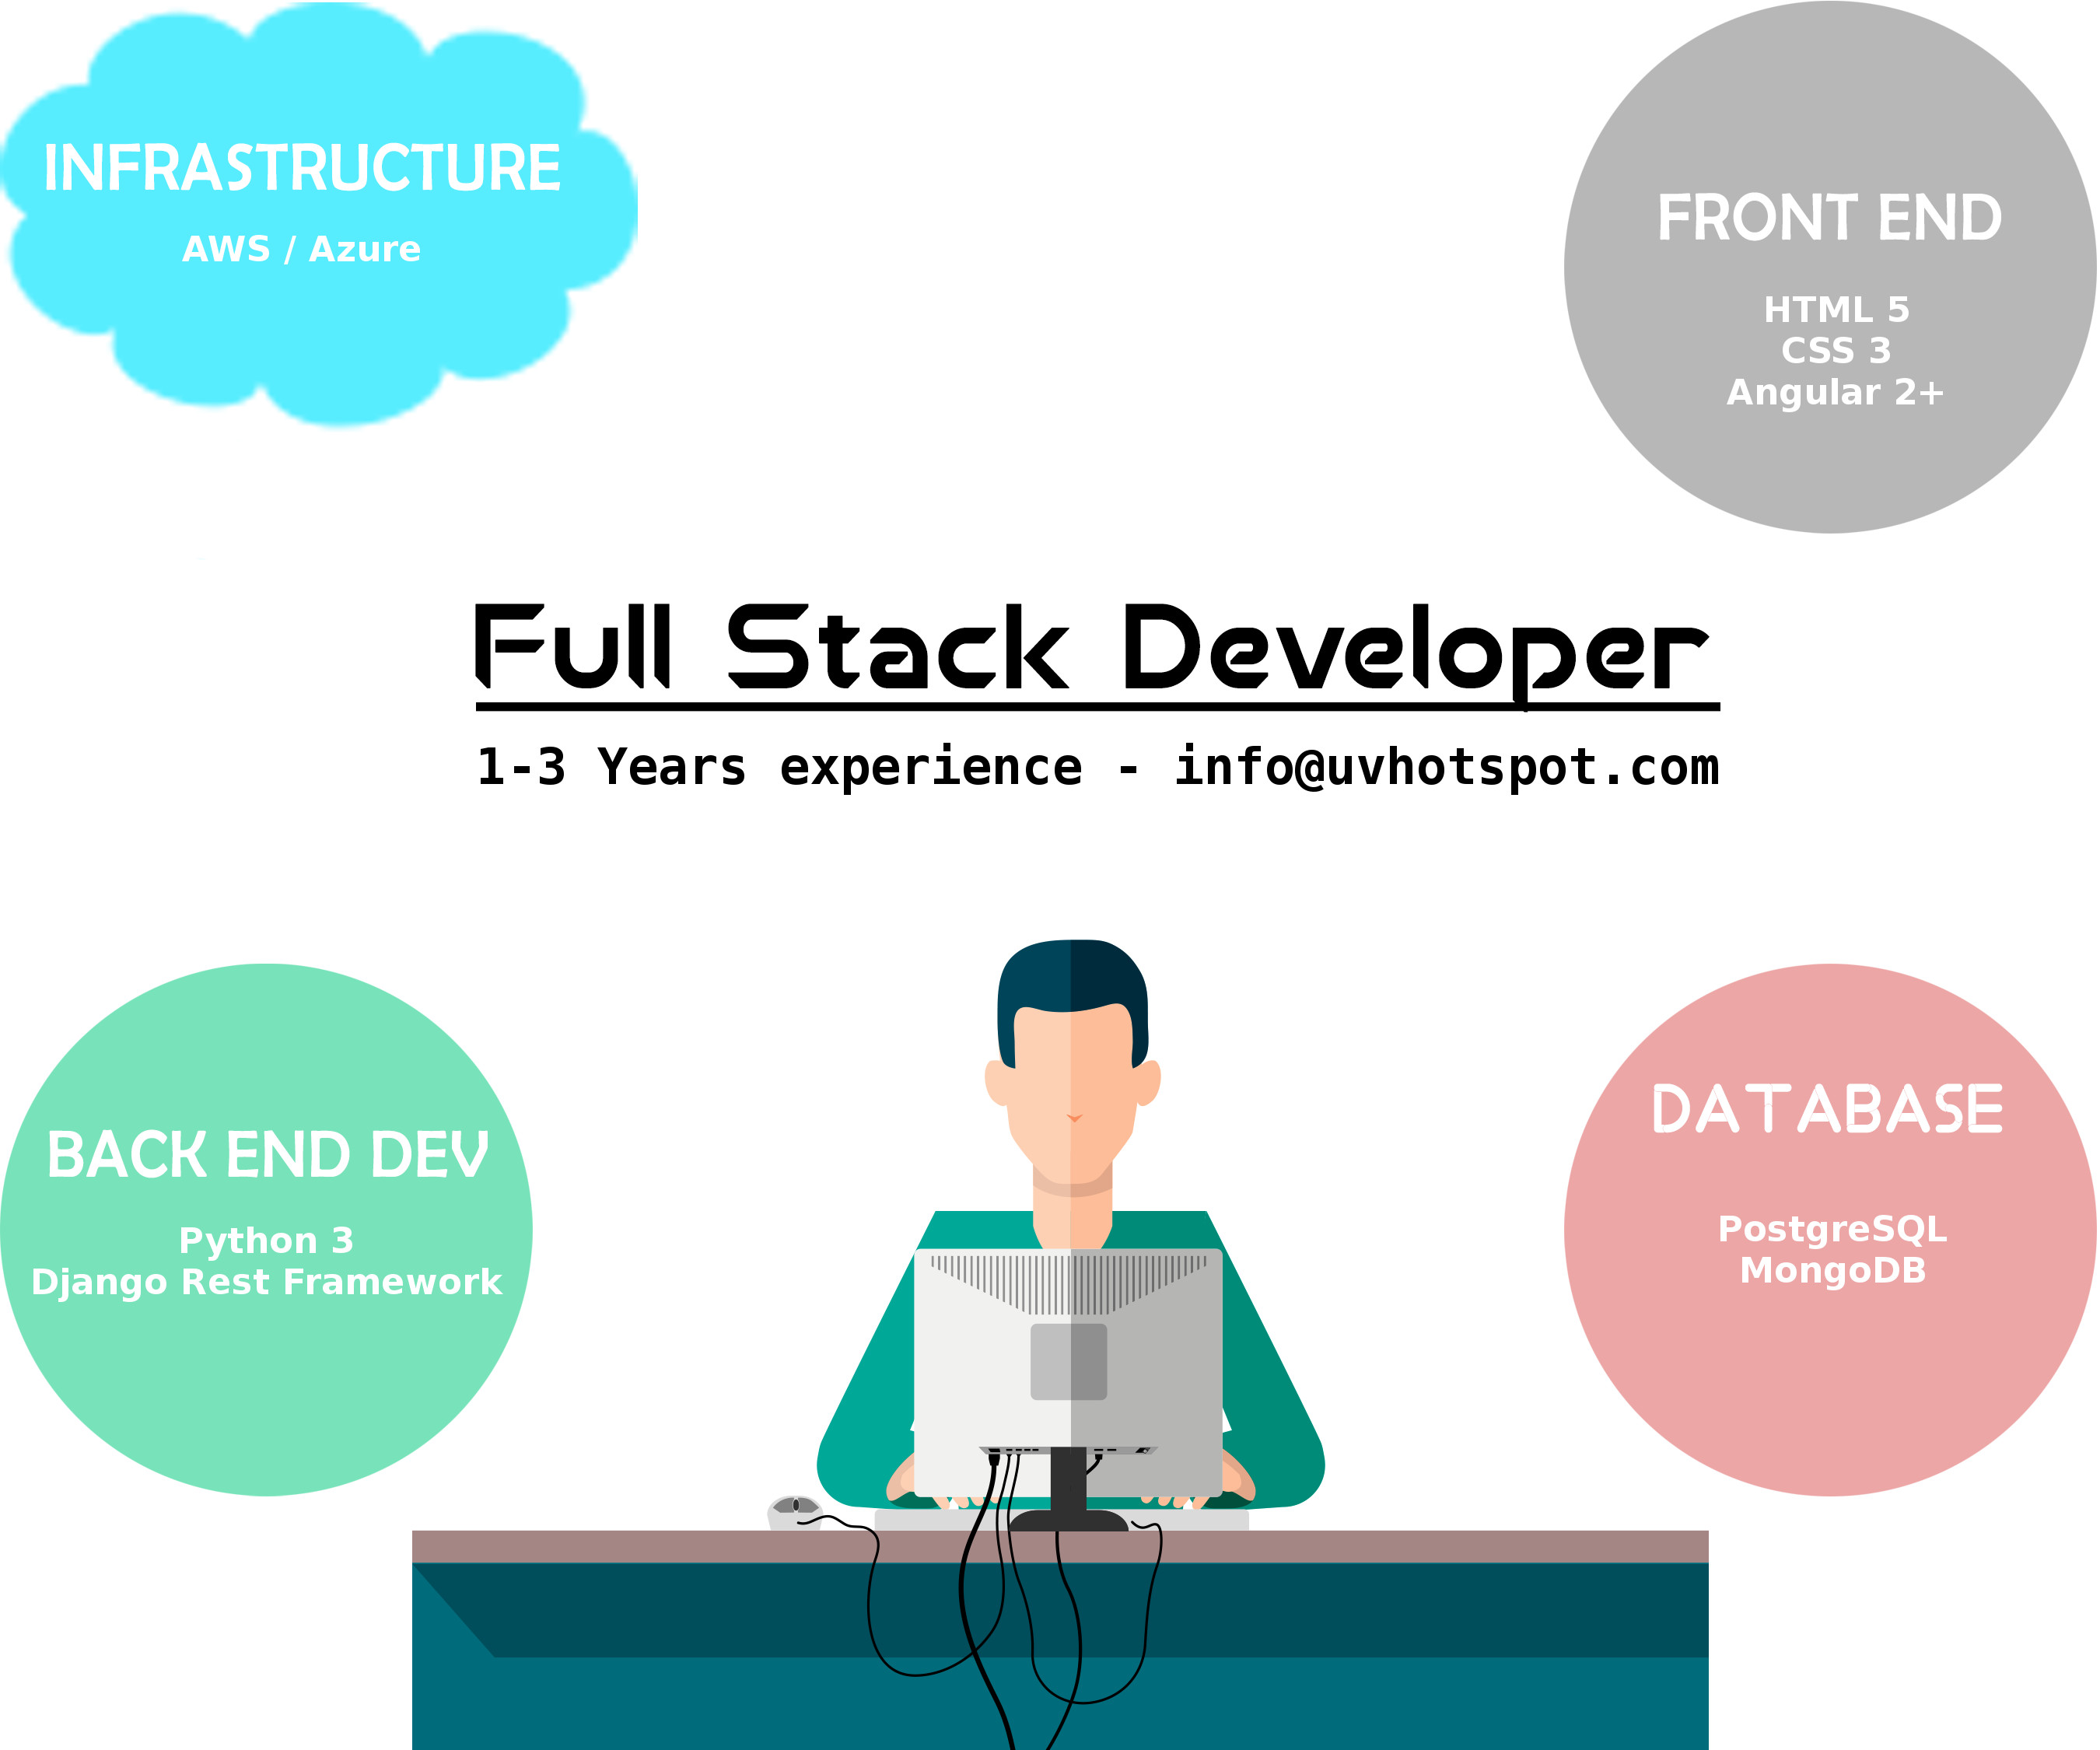 INFRASTRUCTURE
AWS / Azure
FRONT END
HTML 5
CSS 3
Angular 2+
Full Stack Developer
1-3 Years experience - info@uvhotspot.com
BACK END DEV
Python 3
Django Rest Framework
DATABASE
PostgreSQL
MongoDB